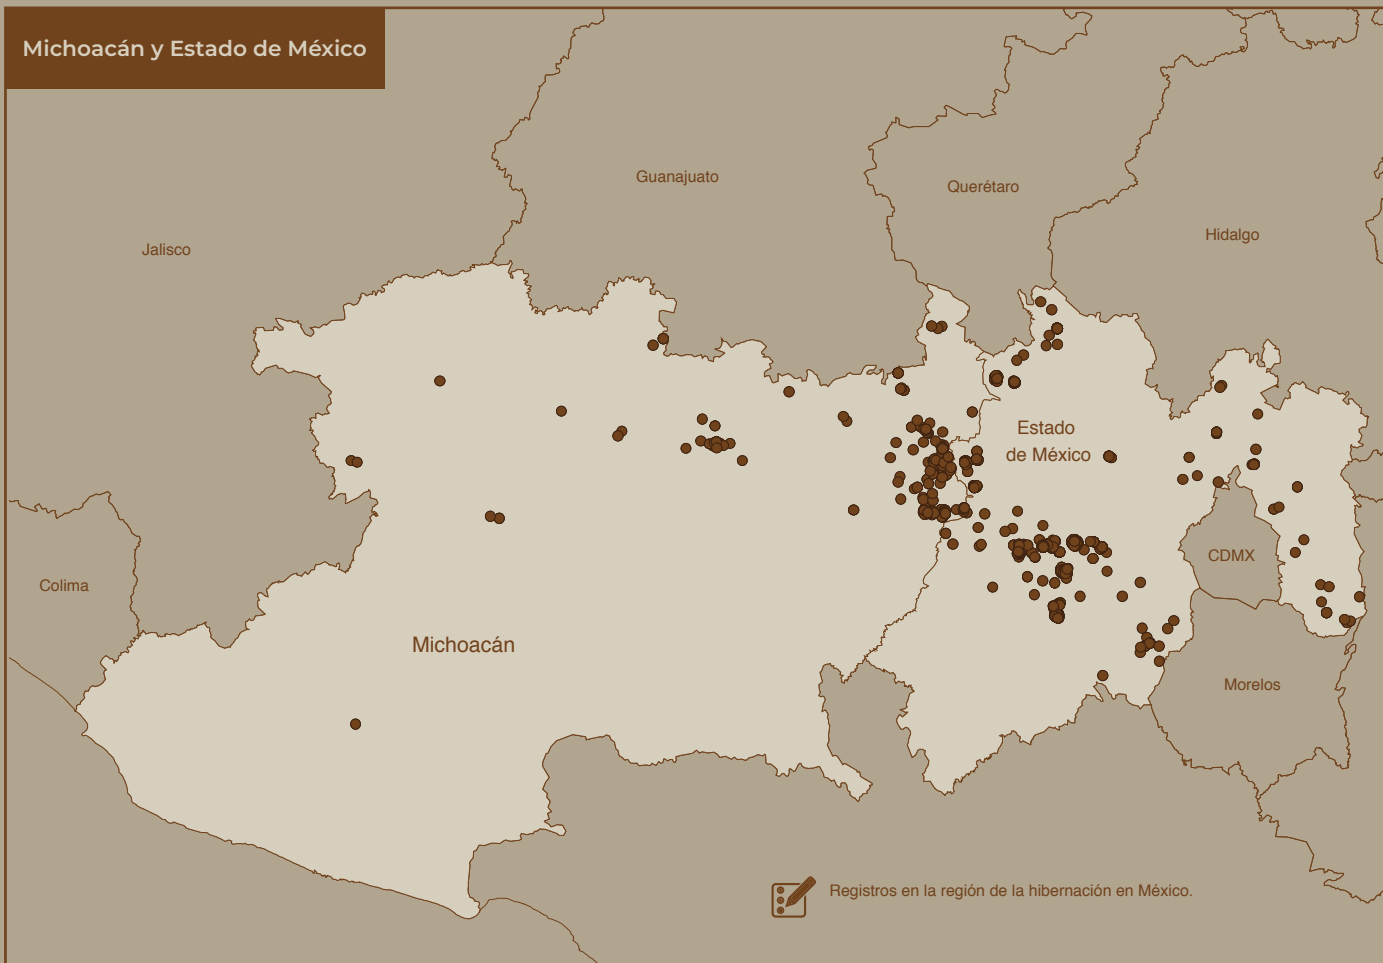 Michoacán y Estado de México
Guanajuato
Querétaro
Hidalgo
Jalisco
Estado
de México
CDMX
Colima
Michoacán
Morelos
Registros en la región de la hibernación en México.